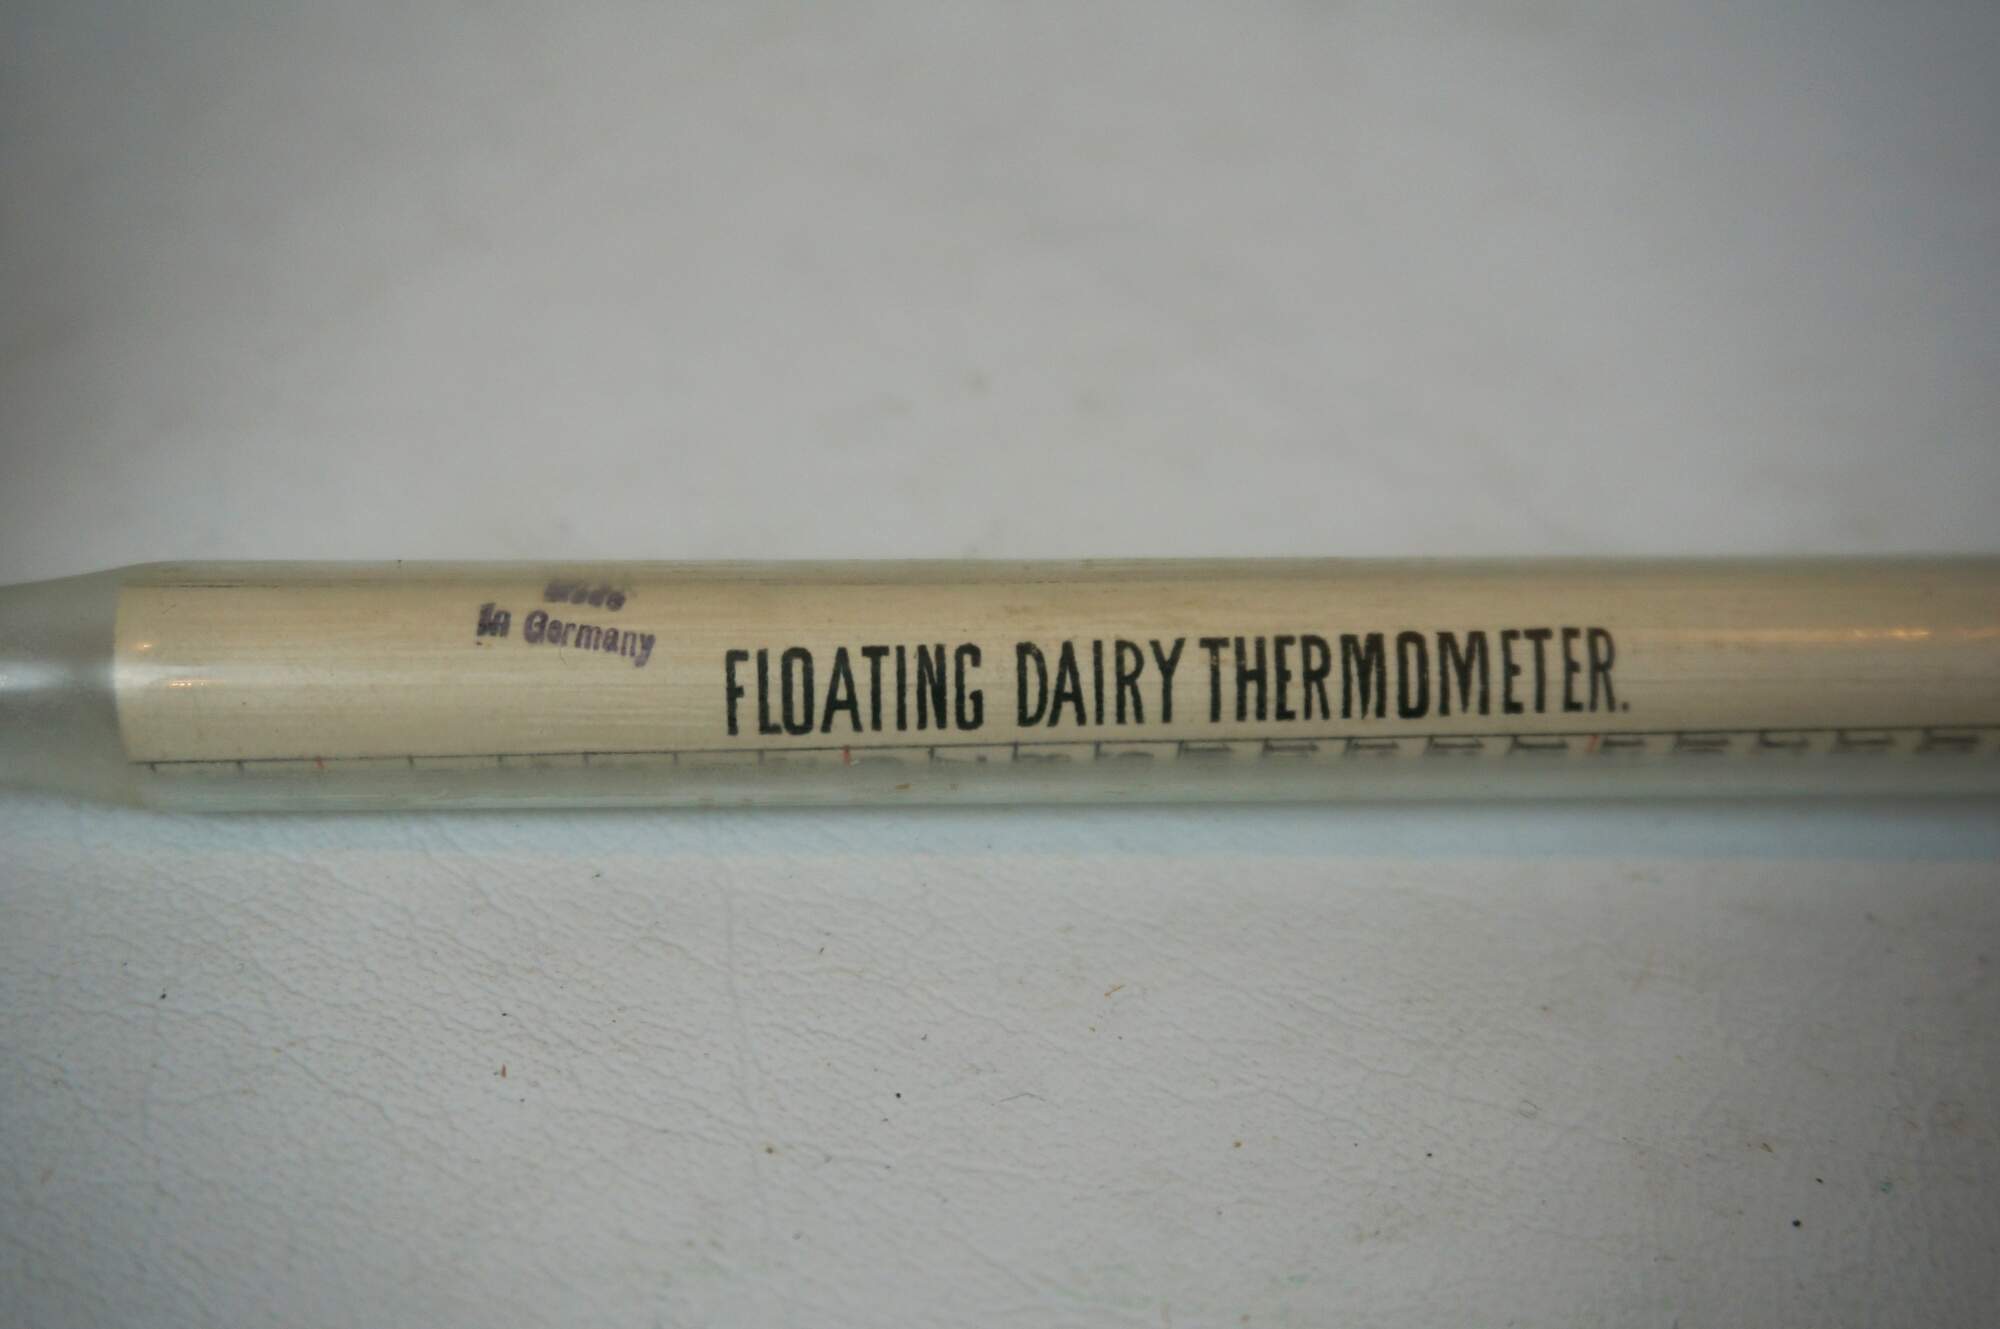 Made
In Germany
FLOATING DAIRY THERMOMETER.